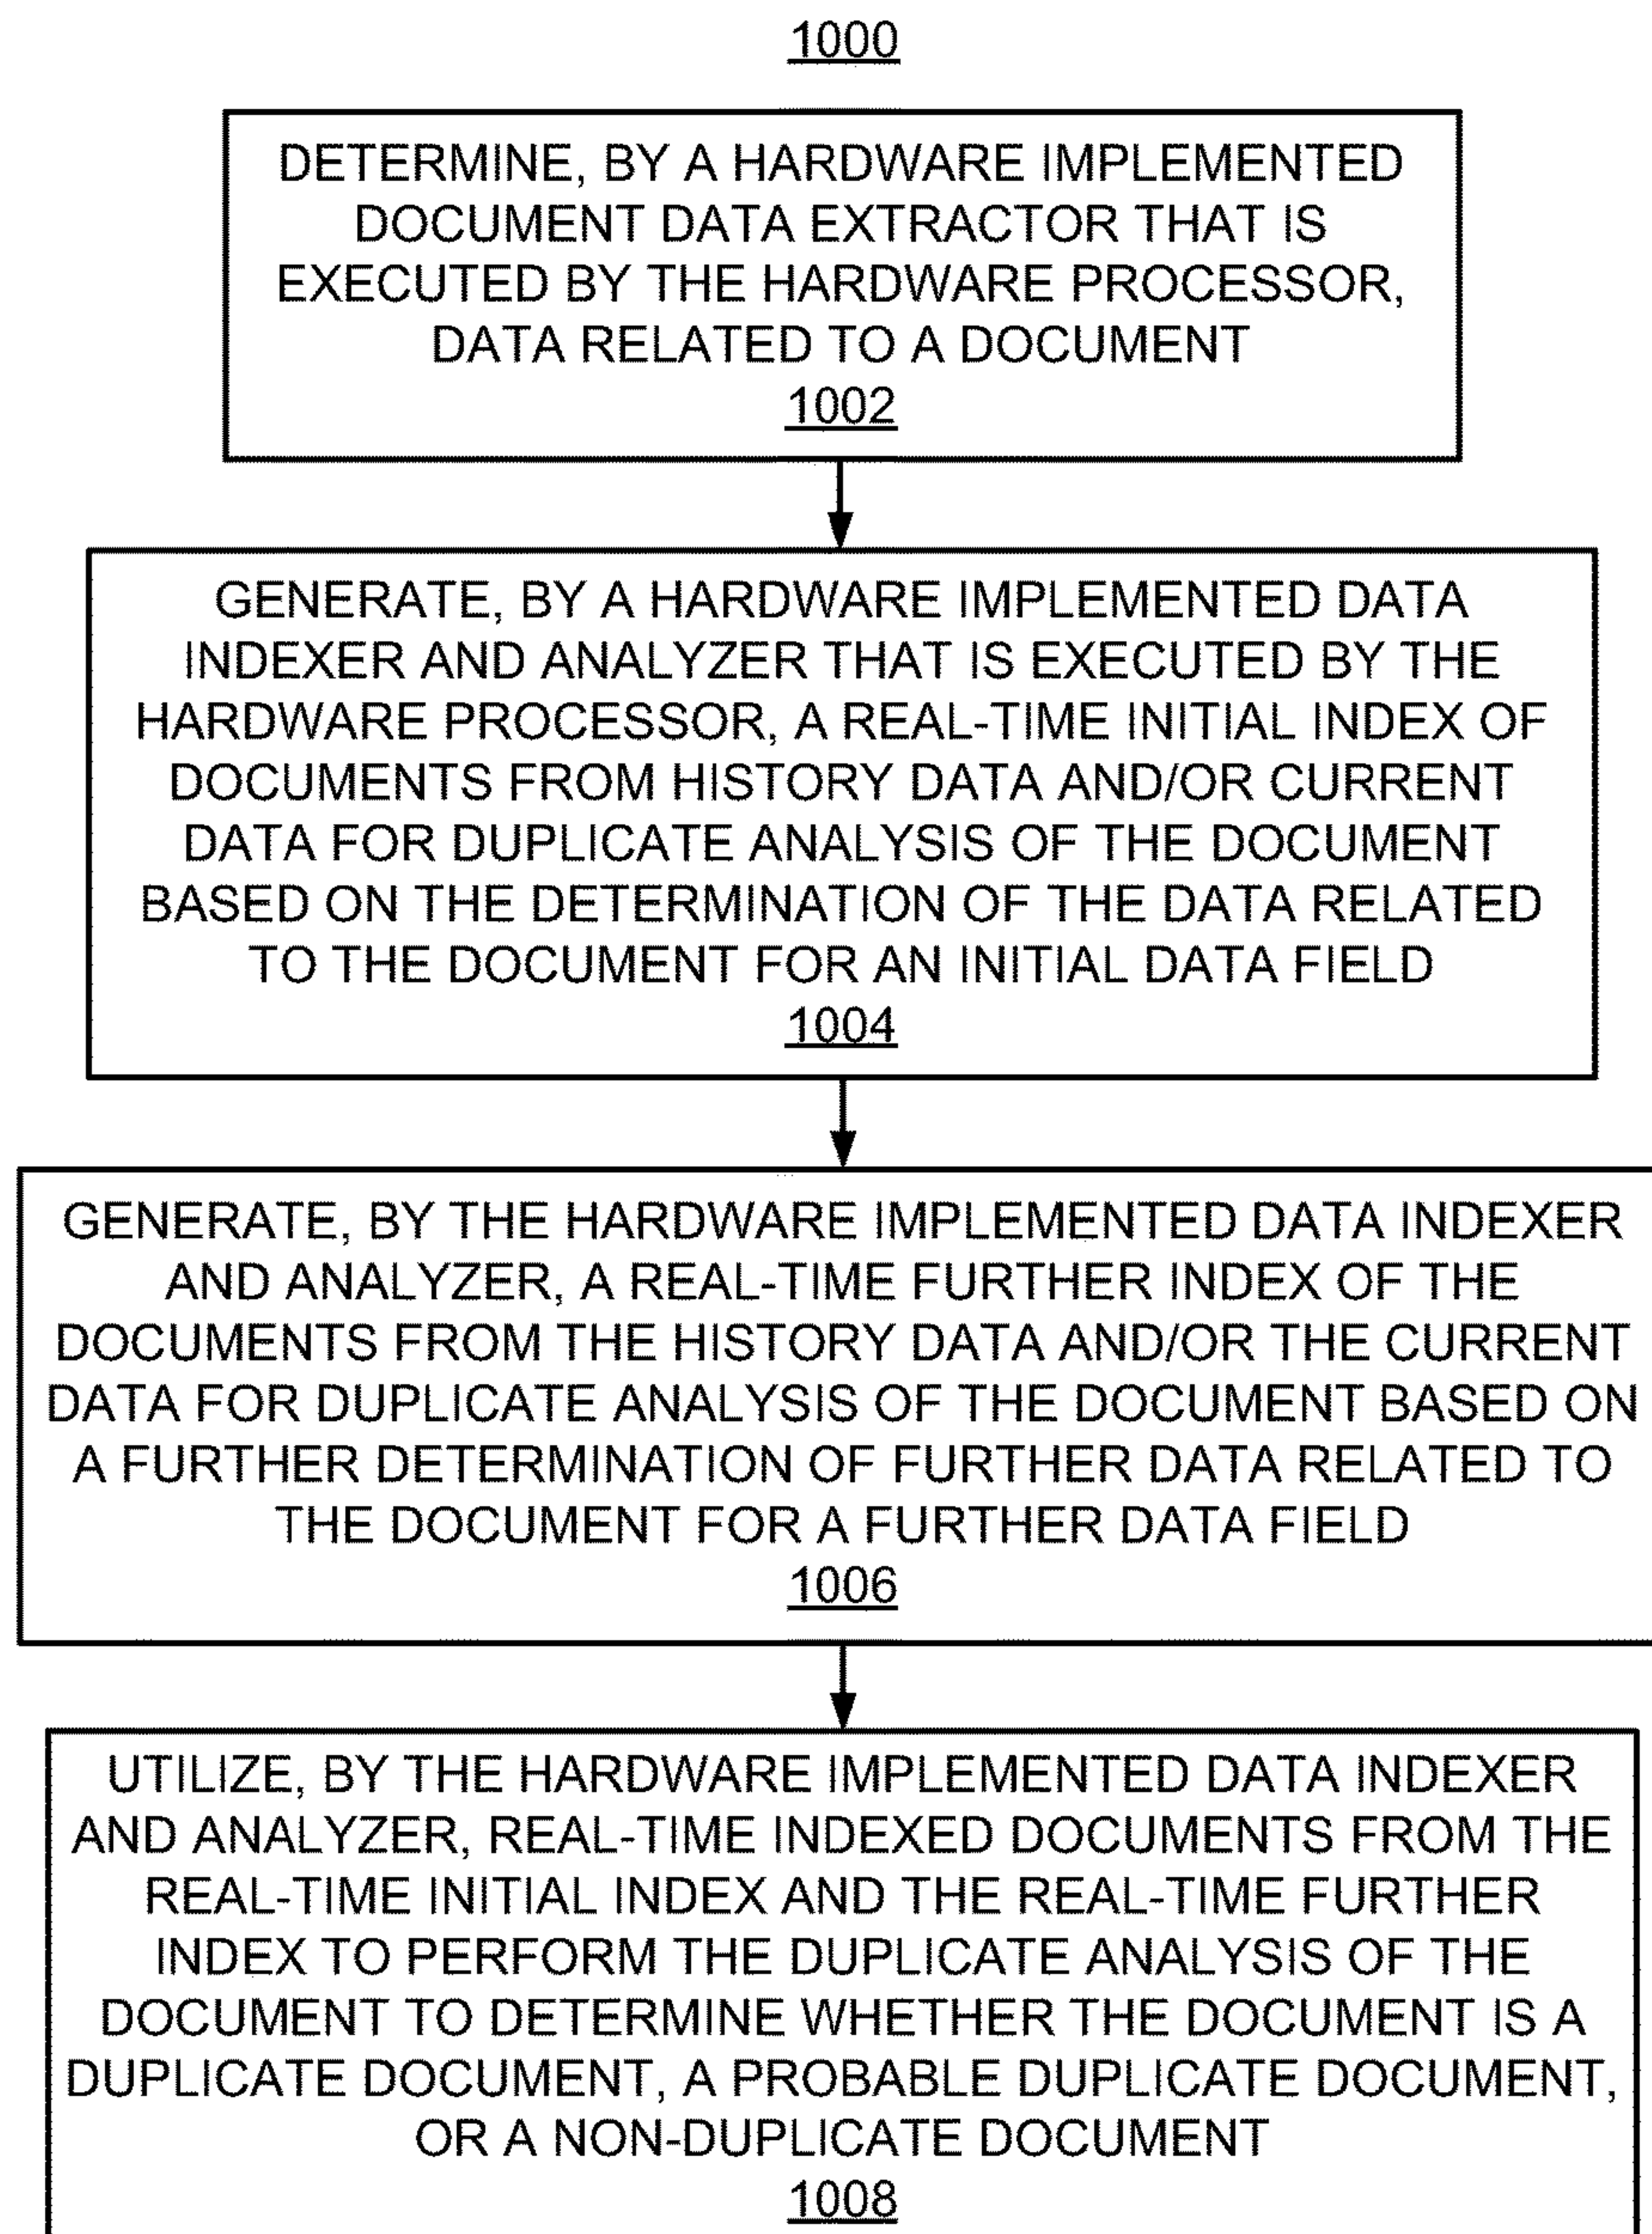 1000
DETERMINE, BY A HARDWARE IMPLEMENTED
DOCUMENT DATA EXTRACTOR THAT IS
EXECUTED BY THE HARDWARE PROCESSOR,
DATA RELATED TO A DOCUMENT
1002
GENERATE, BY A HARDWARE IMPLEMENTED DATA
INDEXER AND ANALYZER THAT IS EXECUTED BY THE
HARDWARE PROCESSOR, A REAL-TIME INITIAL INDEX OF
DOCUMENTS FROM HISTORY DATA AND/OR CURRENT
DATA FOR DUPLICATE ANALYSIS OF THE DOCUMENT
BASED ON THE DETERMINATION OF THE DATA RELATED
TO THE DOCUMENT FOR AN INITIAL DATA FIELD
1004
GENERATE, BY THE HARDWARE IMPLEMENTED DATA INDEXER
AND ANALYZER, A REAL-TIME FURTHER INDEX OF THE
DOCUMENTS FROM THE HISTORY DATA AND/OR THE CURRENT
DATA FOR DUPLICATE ANALYSIS OF THE DOCUMENT BASED ON
A FURTHER DETERMINATION OF FURTHER DATA RELATED TO
THE DOCUMENT FOR A FURTHER DATA FIELD
1006
UTILIZE, BY THE HARDWARE IMPLEMENTED DATA INDEXER
AND ANALYZER, REAL-TIME INDEXED DOCUMENTS FROM THE
REAL-TIME INITIAL INDEX AND THE REAL-TIME FURTHER
INDEX TO PERFORM THE DUPLICATE ANALYSIS OF THE
DOCUMENT TO DETERMINE WHETHER THE DOCUMENT IS A
DUPLICATE DOCUMENT, A PROBABLE DUPLICATE DOCUMENT,
OR A NON-DUPLICATE DOCUMENT
1008